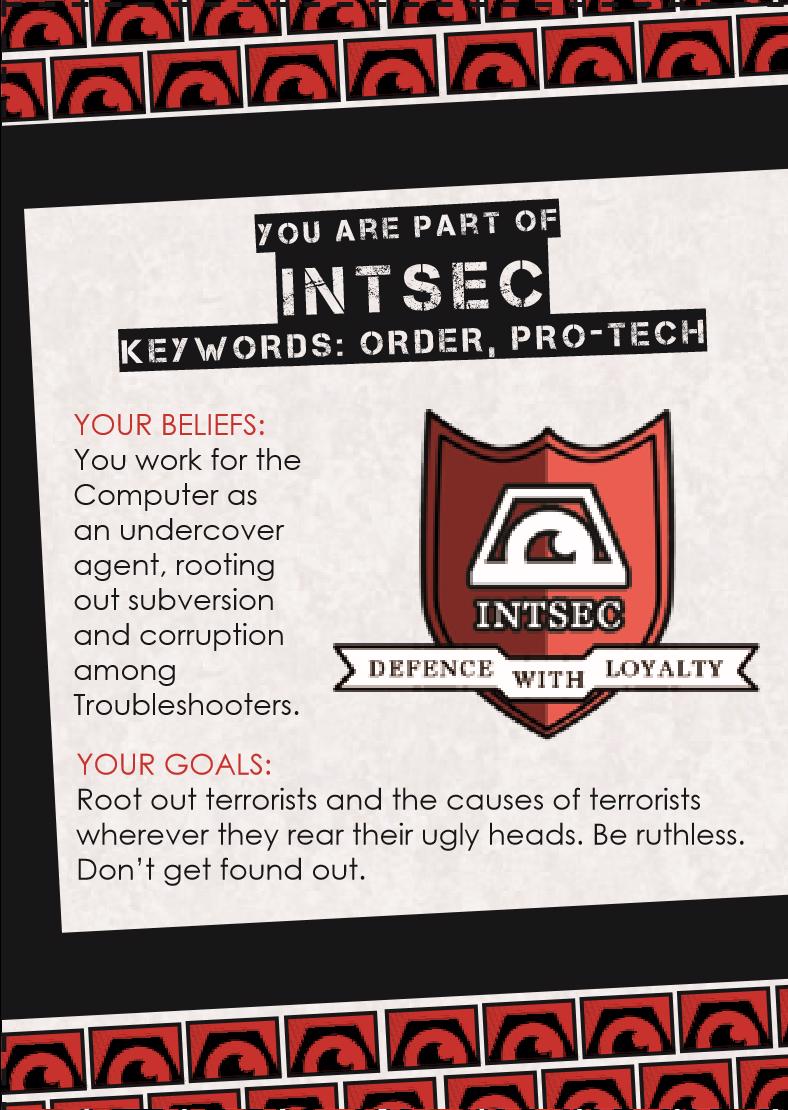 YOU ARE PART OF
INTSEC
KEYWORDS: ORDER, PRO-TECH
YOUR BELIEFS:
You work for the
Computer as
an undercover
agent, rooting
out subversion
and corruption
among
Troubleshooters.
INTSEC
DEFENCE WITH LOYALTY
YOUR GOALS:
Root out terrorists and the causes of terrorists
wherever they rear their ugly heads. Be ruthless.
Don’t get found out.